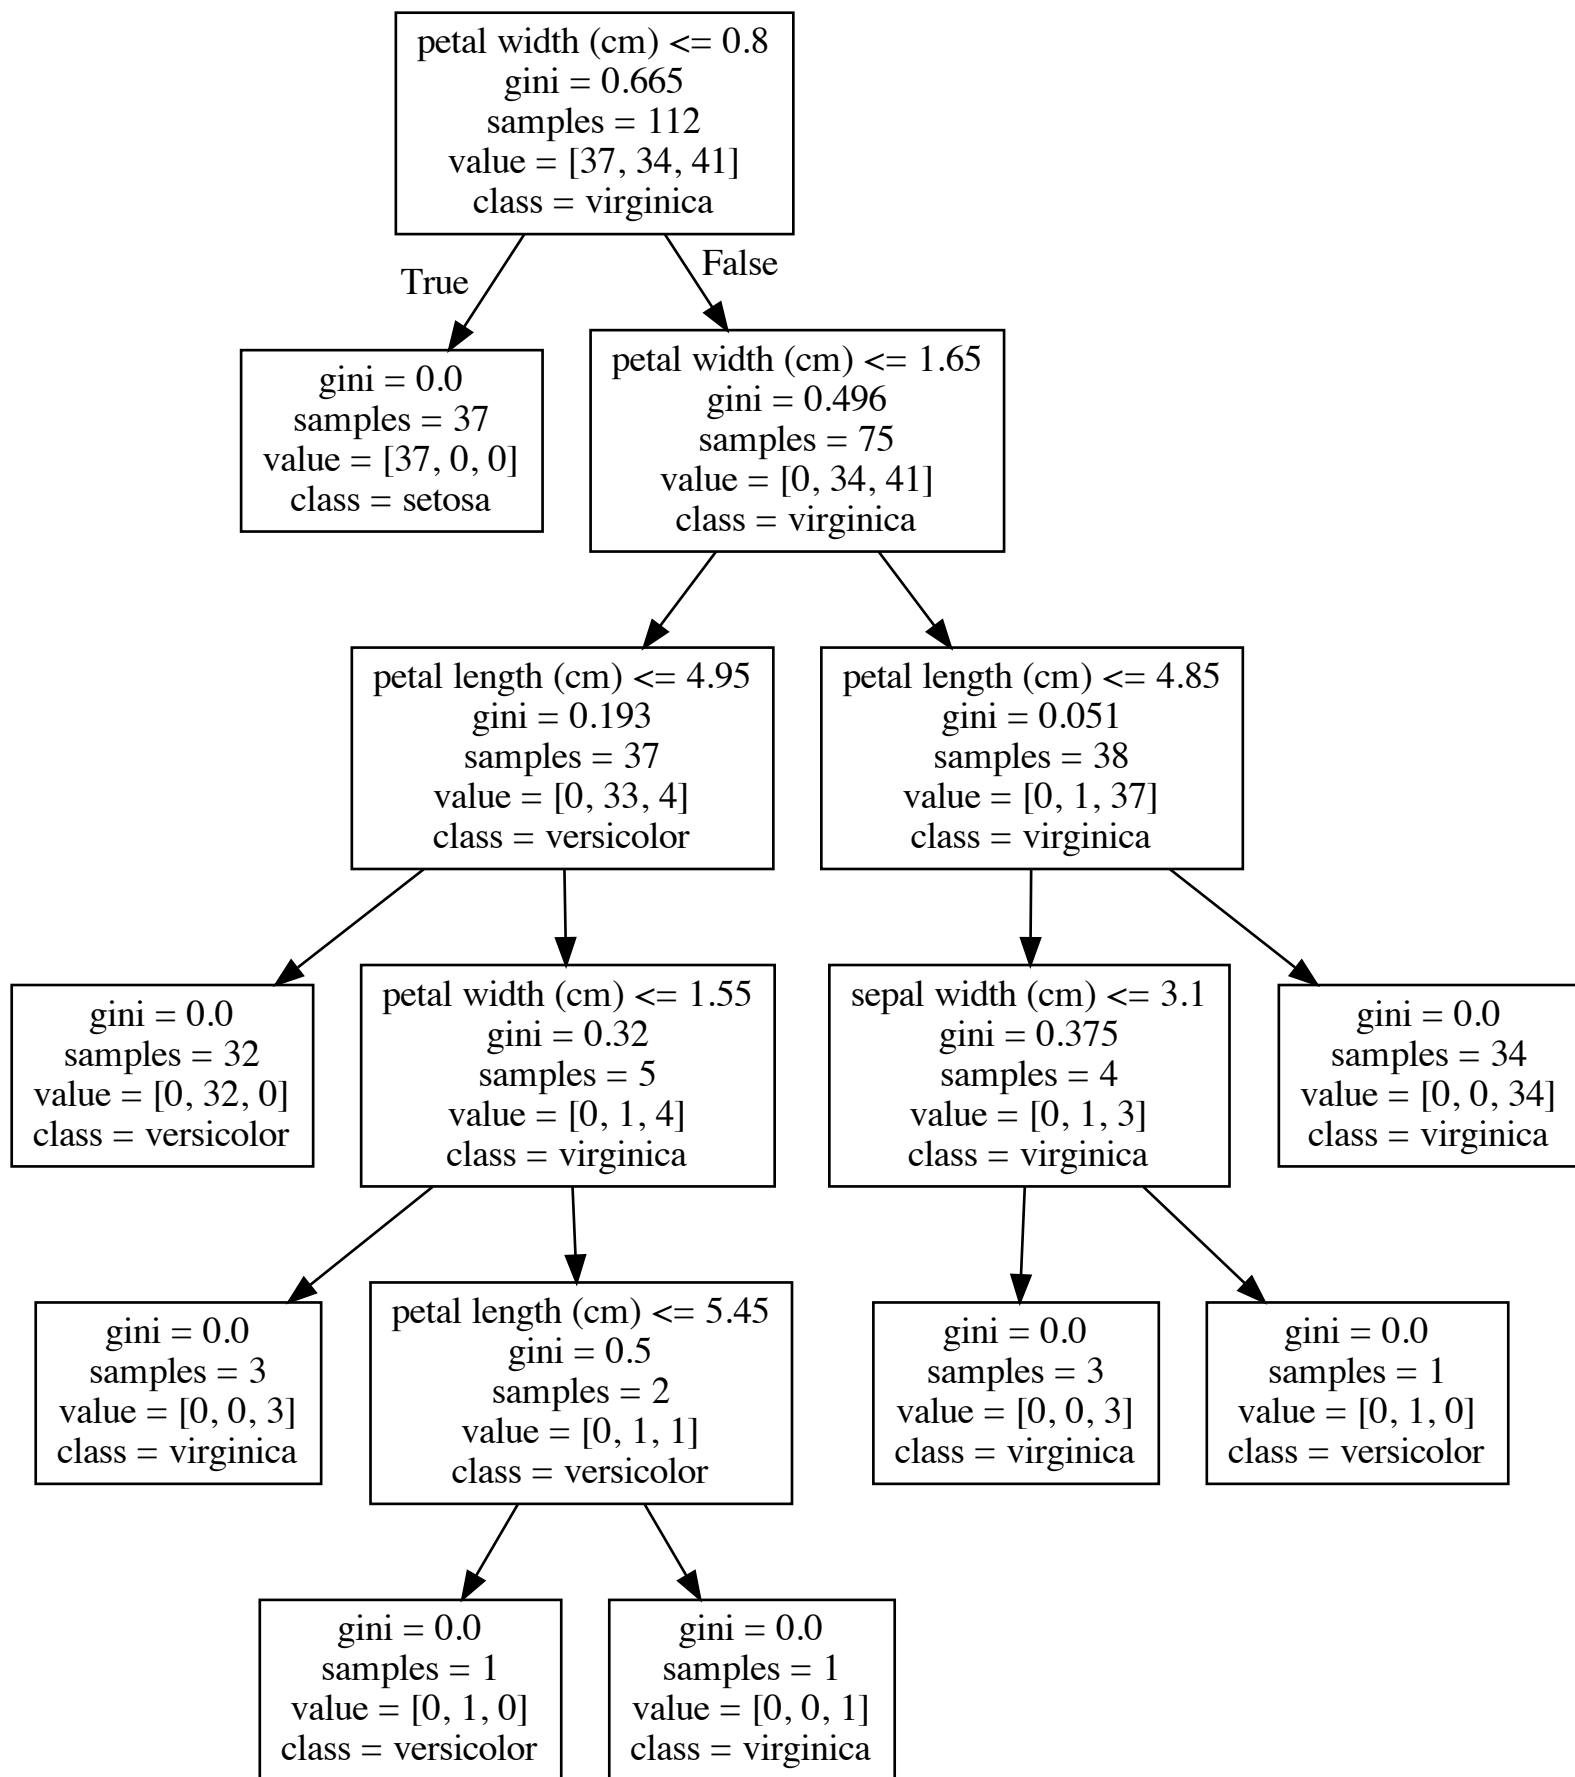 petal width (cm) <= 0.8
gini = 0.665
samples = 112
value = [37, 34, 41]
class = virginica
True
False
gini = 0.0
samples = 37
value = [37, 0, 0]
class = setosa
petal width (cm) <= 1.65
gini = 0.496
samples = 75
value = [0, 34, 41]
class = virginica
petal length (cm) <= 4.95
gini = 0.193
samples = 37
value = [0, 33, 4]
class = versicolor
petal length (cm) <= 4.85
gini = 0.051
samples = 38
value = [0, 1, 37]
class = virginica
gini = 0.0
samples = 32
value = [0, 32, 0]
class = versicolor
petal width (cm) <= 1.55
gini = 0.32
samples = 5
value = [0, 1, 4]
class = virginica
sepal width (cm) <= 3.1
gini = 0.375
samples = 4
value = [0, 1, 3]
class = virginica
gini = 0.0
samples = 34
value = [0, 0, 34]
class = virginica
gini = 0.0
samples = 3
value = [0, 0, 3]
class = virginica
petal length (cm) <= 5.45
gini = 0.5
samples = 2
value = [0, 1, 1]
class = versicolor
gini = 0.0
samples = 3
value = [0, 0, 3]
class = virginica
gini = 0.0
samples = 1
value = [0, 1, 0]
class = versicolor
gini = 0.0
samples = 1
value = [0, 1, 0]
class = versicolor
gini = 0.0
samples = 1
value = [0, 0, 1]
class = virginica